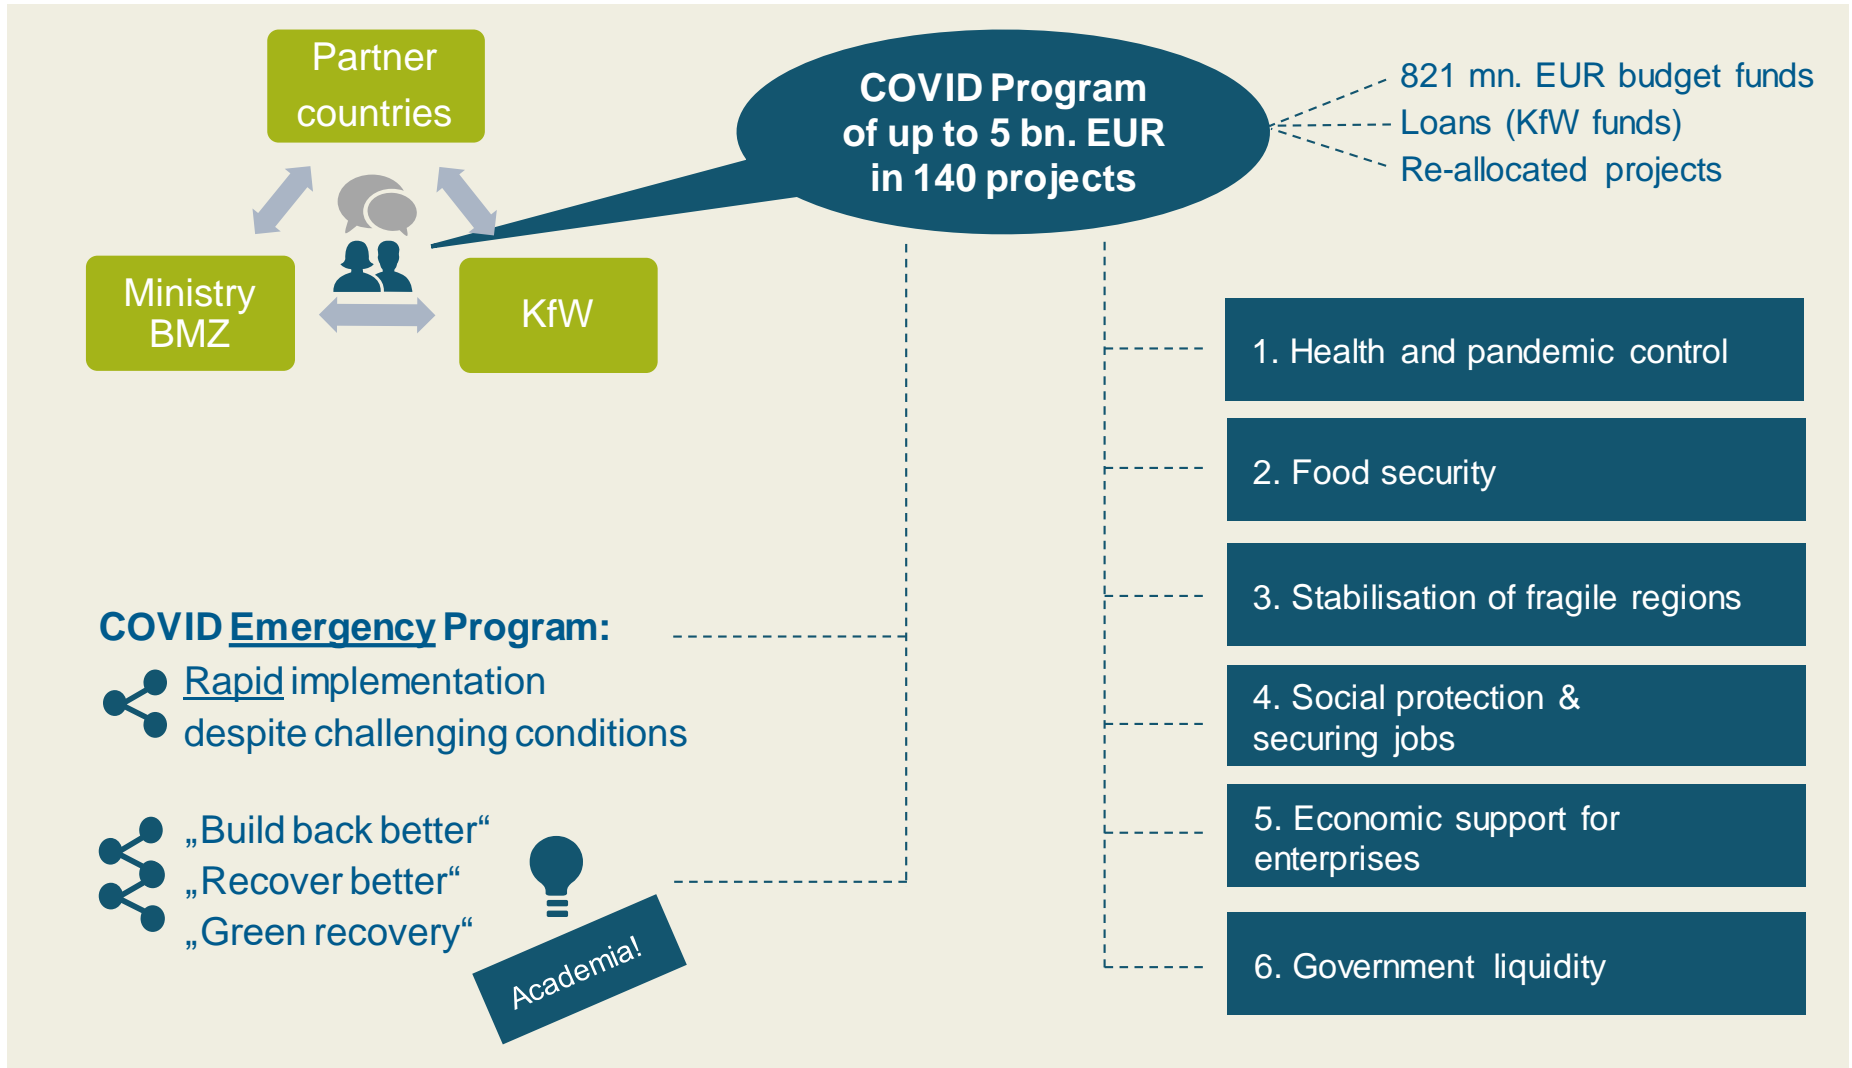 Partner
countries
Ministry
BMZ
KfW
COVID Program
of up to 5 bn. EUR
in 140 projects
821 mn. EUR budget funds
Loans (KfW funds)
Re-allocated projects
COVID Emergency Program:
Rapid implementation
despite challenging conditions
„Build back better“
„Recover better“
„Green recovery“
Academia!
1. Health and pandemic control
2. Food security
3. Stabilisation of fragile regions
4. Social protection &
securing jobs
5. Economic support for
enterprises
6. Government liquidity